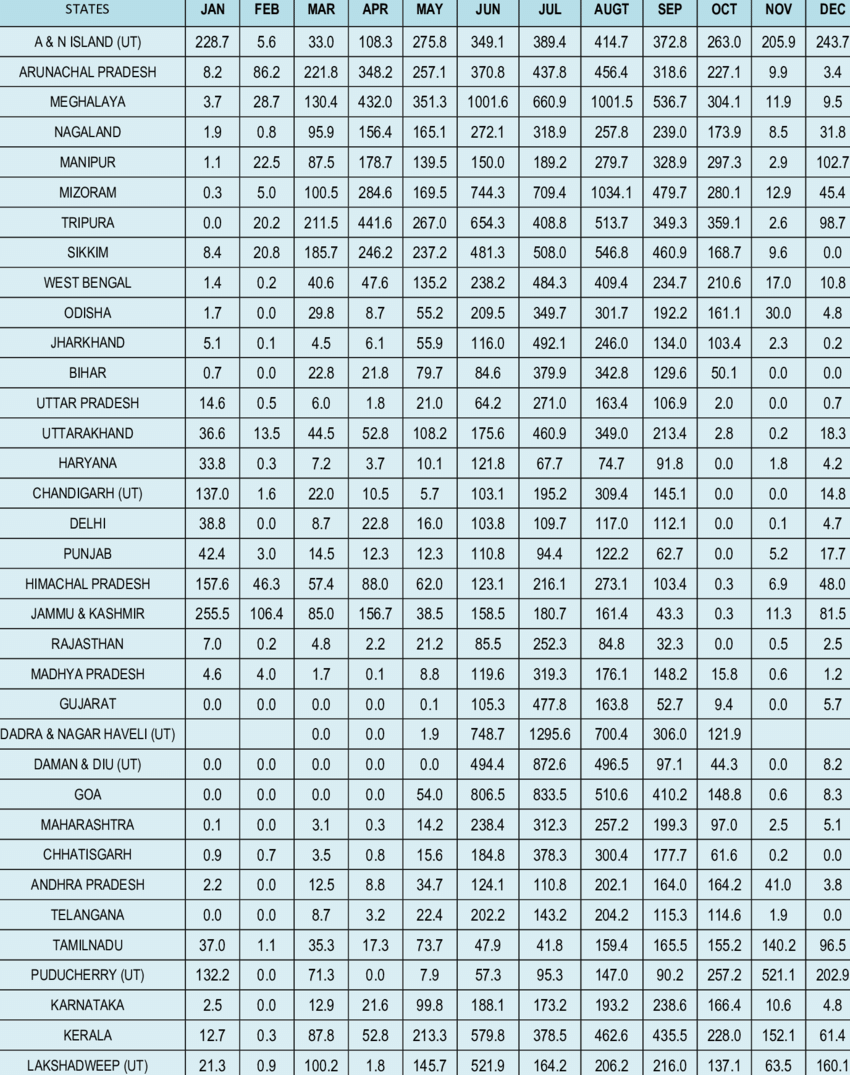 STATES JAN FEB MAR APR MAY JUN JUL AUGT SEP OCT NOV DEC
A & N ISLAND (UT) 228.7 5.6 33.0 108.3 275.8 349.1 389.4 414.7 372.8 263.0 205.9 243.7
ARUNACHAL PRADESH 8.2 86.2 221.8 348.2 257.1 370.8 437.8 456.4 318.6 227.1 9.9 3.4
MEGHALAYA 3.7 28.7 130.4 432.0 351.3 1001.6 660.9 1001.5 536.7 304.1 11.9 9.5
NAGALAND 1.9 0.8 95.9 156.4 165.1 272.1 318.9 257.8 239.0 173.9 8.5 31.8
MANIPUR 1.1 22.5 87.5 178.7 139.5 150.0 189.2 279.7 328.9 297.3 2.9 102.7
MIZORAM 0.3 5.0 100.5 284.6 169.5 744.3 709.4 1034.1 479.7 280.1 12.9 45.4
TRIPURA 0.0 20.2 211.5 441.6 267.0 654.3 408.8 513.7 349.3 359.1 2.6 98.7
SIKKIM 8.4 20.8 185.7 246.2 237.2 481.3 508.0 546.8 460.9 168.7 9.6 0.0
WEST BENGAL 1.4 0.2 40.6 47.6 135.2 238.2 484.3 409.4 234.7 210.6 17.0 10.8
ODISHA 1.7 0.0 29.8 8.7 55.2 209.5 349.7 301.7 192.2 161.1 30.0 4.8
JHARKHAND 5.1 0.1 4.5 6.1 55.9 116.0 492.1 246.0 134.0 103.4 2.3 0.2
BIHAR 0.7 0.0 22.8 21.8 79.7 84.6 379.9 342.8 129.6 50.1 0.0 0.0
UTTAR PRADESH 14.6 0.5 6.0 1.8 21.0 64.2 271.0 163.4 106.9 2.0 0.0 0.7
UTTARAKHAND 36.6 13.5 44.5 52.8 108.2 175.6 460.9 349.0 213.4 2.8 0.2 18.3
HARYANA 33.8 0.3 7.2 3.7 10.1 121.8 67.7 74.7 91.8 0.0 1.8 4.2
CHANDIGARH (UT) 137.0 1.6 22.0 10.5 5.7 103.1 195.2 309.4 145.1 0.0 0.0 14.8
DELHI 38.8 0.0 8.7 22.8 16.0 103.8 109.7 117.0 112.1 0.0 0.1 4.7
PUNJAB 42.4 3.0 14.5 12.3 12.3 110.8 94.4 122.2 62.7 0.0 5.2 17.7
HIMACHAL PRADESH 157.6 46.3 57.4 88.0 62.0 123.1 216.1 273.1 103.4 0.3 6.9 48.0
JAMMU & KASHMIR 255.5 106.4 85.0 156.7 38.5 158.5 180.7 161.4 43.3 0.3 11.3 81.5
RAJASTHAN 7.0 0.2 4.8 2.2 21.2 85.5 252.3 84.8 32.3 0.0 0.5 2.5
MADHYA PRADESH 4.6 4.0 1.7 0.1 8.8 119.6 319.3 176.1 148.2 15.8 0.6 1.2
GUJARAT 0.0 0.0 0.0 0.0 0.1 105.3 477.8 163.8 52.7 9.4 0.0 5.7
DADRA & NAGAR HAVELI (UT) 0.0 0.0 1.9 748.7 1295.6 700.4 306.0 121.9
DAMAN & DIU (UT) 0.0 0.0 0.0 0.0 0.0 494.4 872.6 496.5 97.1 44.3 0.0 8.2
GOA 0.0 0.0 0.0 0.0 54.0 806.5 833.5 510.6 410.2 148.8 0.6 8.3
MAHARASHTRA 0.1 0.0 3.1 0.3 14.2 238.4 312.3 257.2 199.3 97.0 2.5 5.1
CHHATISGARH 0.9 0.7 3.5 0.8 15.6 184.8 378.3 300.4 177.7 61.6 0.2 0.0
ANDHRA PRADESH 2.2 0.0 12.5 8.8 34.7 124.1 110.8 202.1 164.0 164.2 41.0 3.8
TELANGANA 0.0 0.0 8.7 3.2 22.4 202.2 143.2 204.2 115.3 114.6 1.9 0.0
TAMILNADU 37.0 1.1 35.3 17.3 73.7 47.9 41.8 159.4 165.5 155.2 140.2 96.5
PUDUCHERRY (UT) 132.2 0.0 71.3 0.0 7.9 57.3 95.3 147.0 90.2 257.2 521.1 202.9
KARNATAKA 2.5 0.0 12.9 21.6 99.8 188.1 173.2 193.2 238.6 166.4 10.6 4.8
KERALA 12.7 0.3 87.8 52.8 213.3 579.8 378.5 462.6 435.5 228.0 152.1 61.4
LAKSHADWEEP (UT) 21.3 0.9 100.2 1.8 145.7 521.9 164.2 206.2 216.0 137.1 63.5 160.1